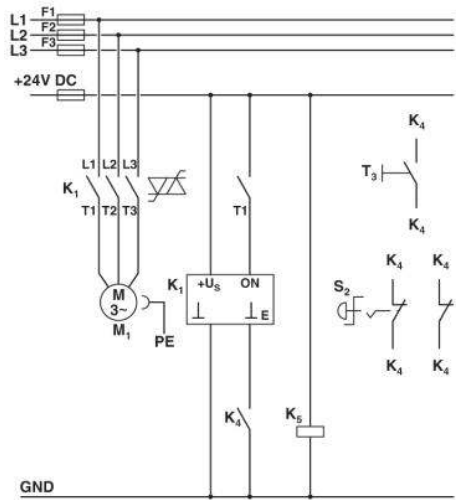 L1 F1
L2 F2
L3 F3
+24V DC
L1 L2 L3
K1
T1 T2 T3
T1
K4
T3
K4
K1 +US ON
E
M
3~
M1
PE
K4 K4
S2
K4 K4
K4
K5
GND